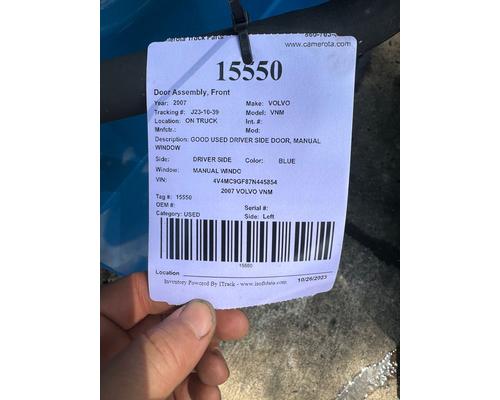 Truck Parts
www.camerota.com
15550
Door Assembly, Front
Year: 2007 Make: VOLVO
Tracking #: J23-10-39 Model: VNM
Location: ON TRUCK Int. #:
Mnfctr.: Mod:
Description: GOOD USED DRIVER SIDE DOOR, MANUAL
WINDOW
Side: DRIVER SIDE Color: BLUE
Window: MANUAL WINDO
4V4MC9GF87N445854
2007 VOLVO VNM
Tag #: 15550
OEM #: Serial #:
Category: USED Side: Left
15550
Location 10/26/2023
Inventory Powered By ITrack - www.isoftdata.com